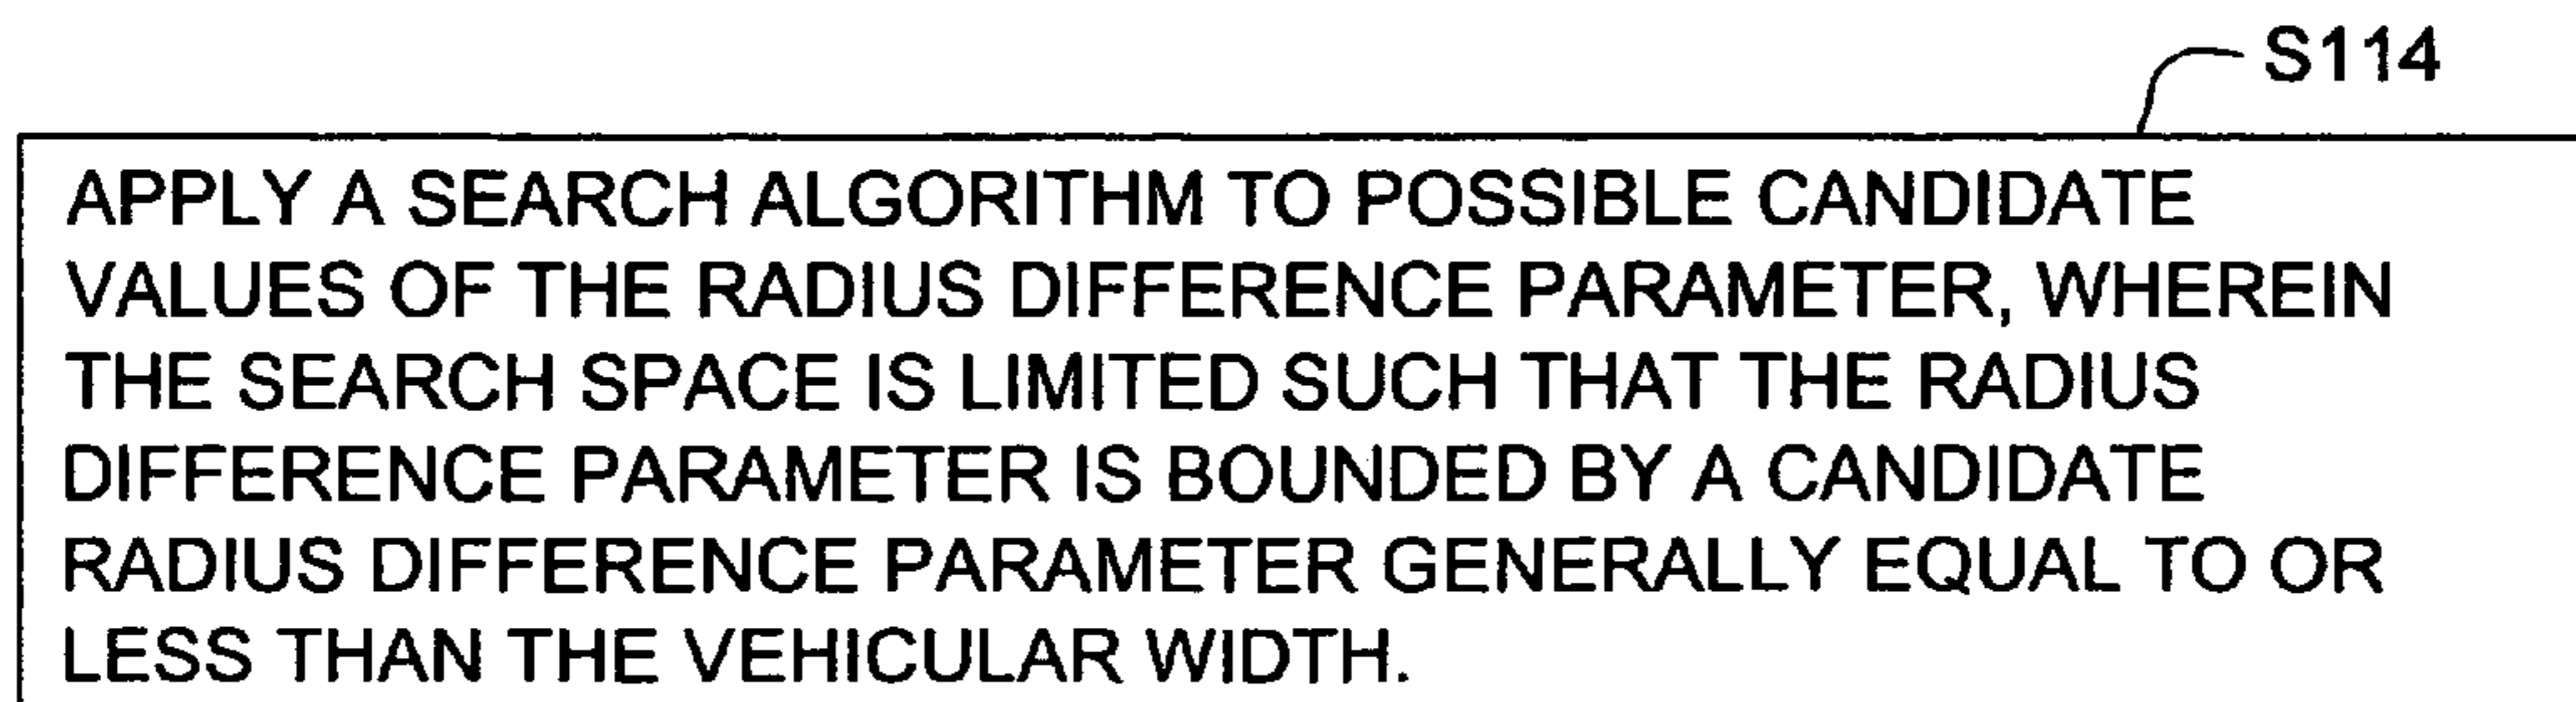 S114
APPLY A SEARCH ALGORITHM TO POSSIBLE CANDIDATE
VALUES OF THE RADIUS DIFFERENCE PARAMETER, WHEREIN
THE SEARCH SPACE IS LIMITED SUCH THAT THE RADIUS
DIFFERENCE PARAMETER IS BOUNDED BY A CANDIDATE
RADIUS DIFFERENCE PARAMETER GENERALLY EQUAL TO OR
LESS THAN THE VEHICULAR WIDTH.